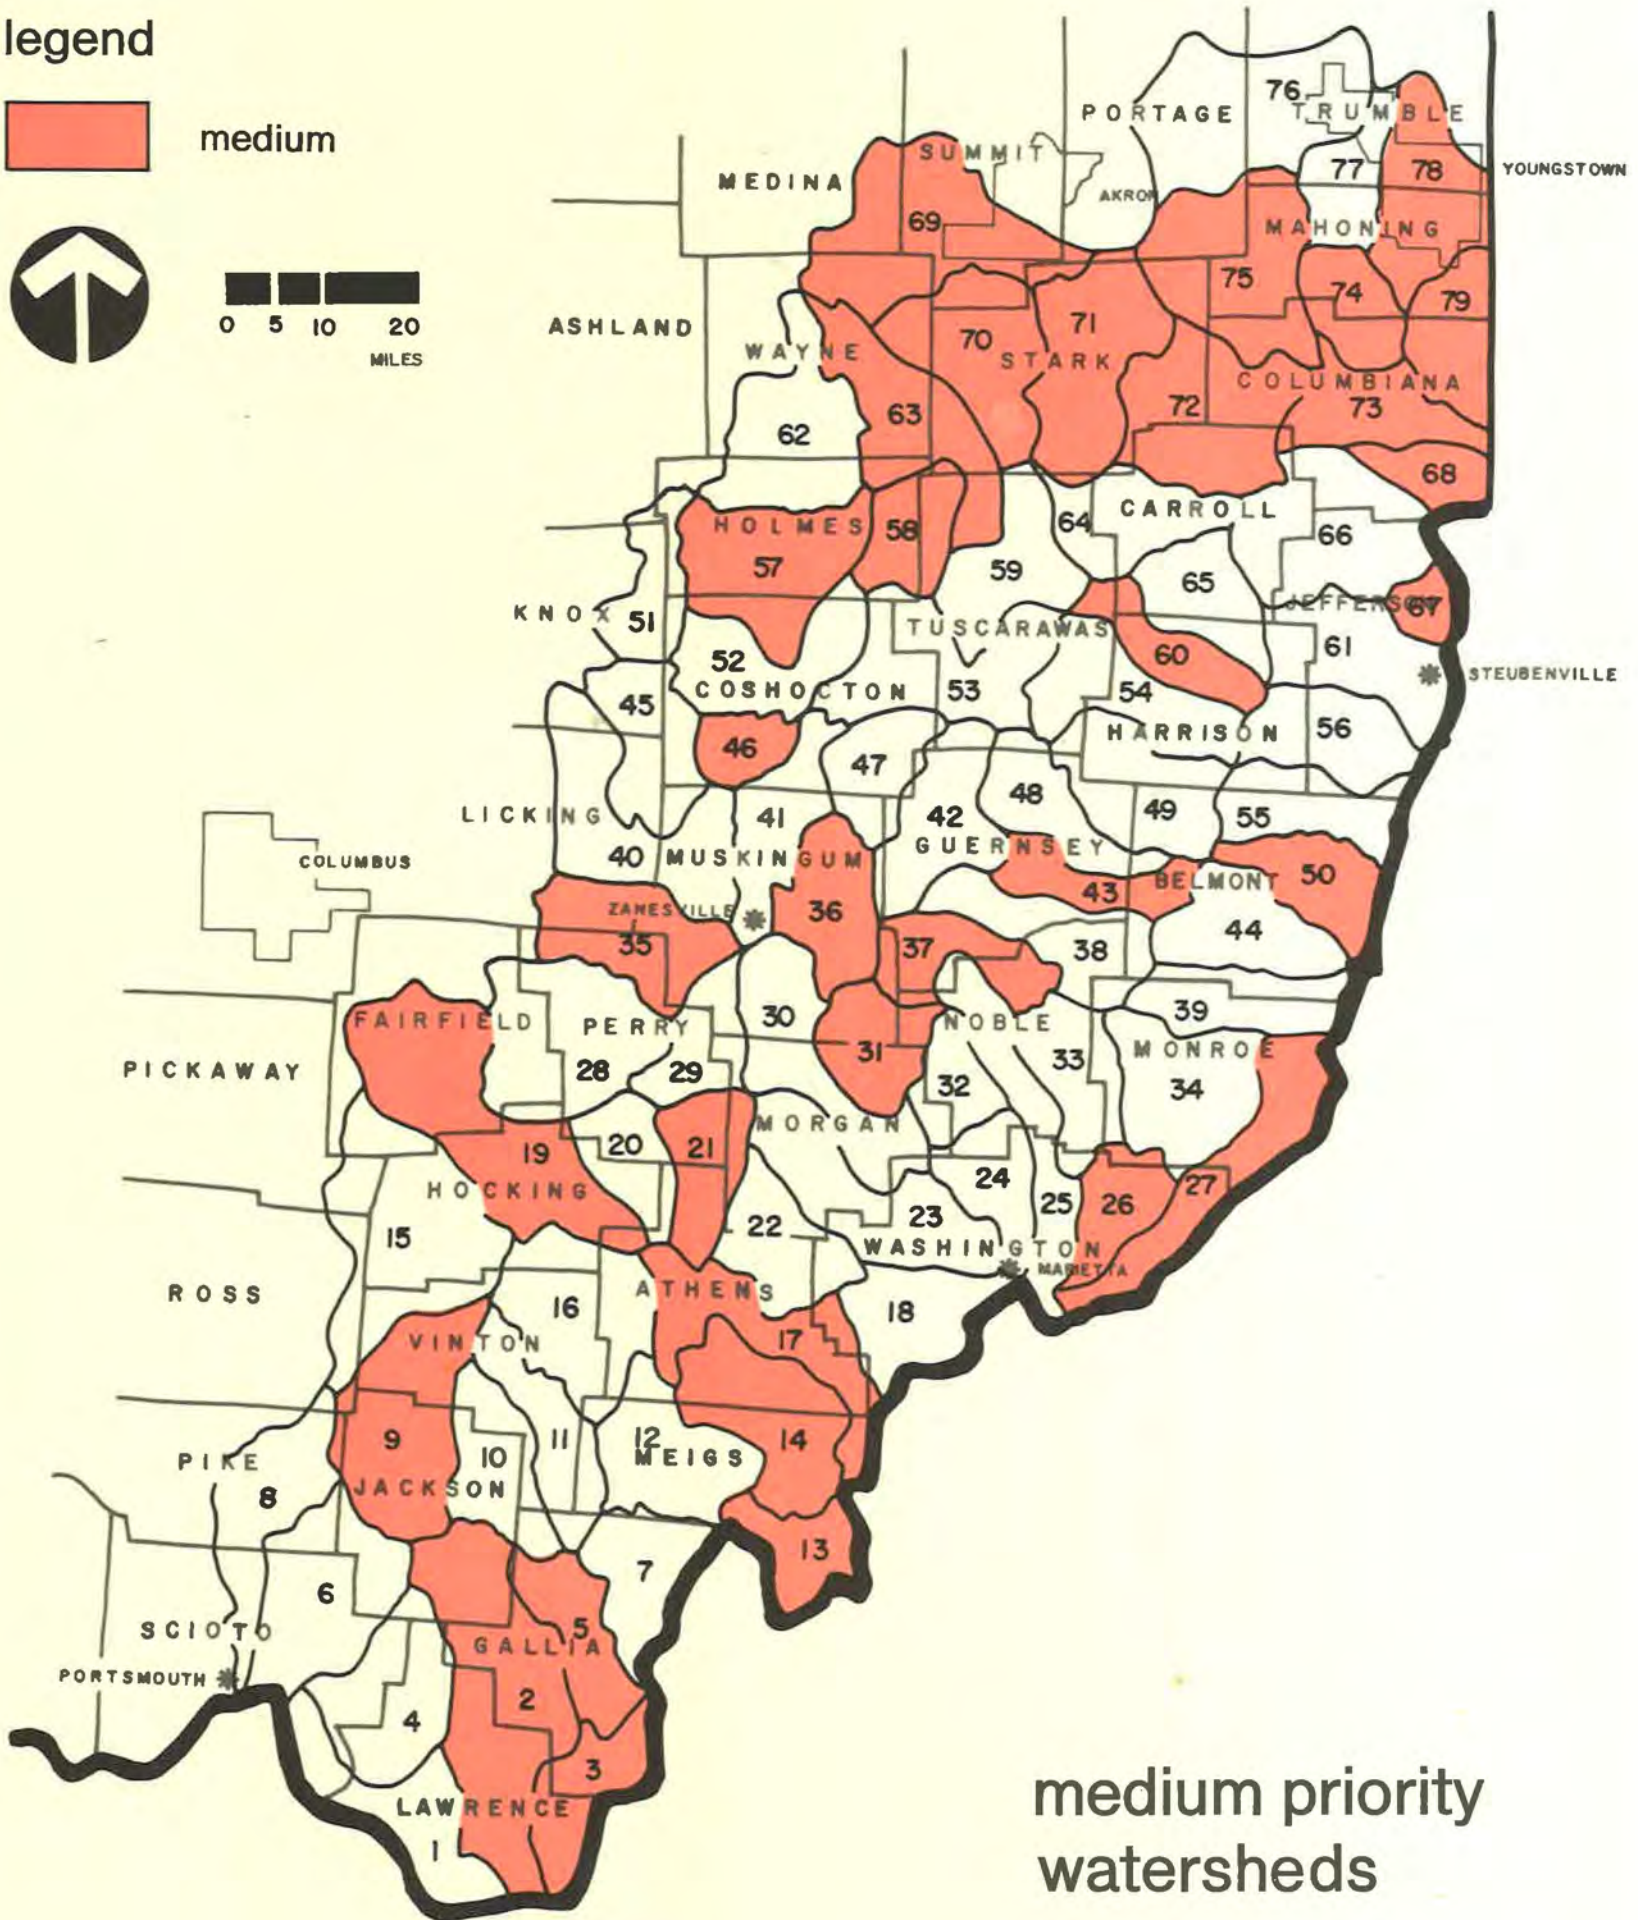 legend
medium
0 5 10 20
MILES
PORTAGE
76
TRUMBLE
SUMMIT
MEDINA
AKRON
77
78
YOUNGSTOWN
69
MAHONING
75
74
79
ASHLAND
71
70
WAYNE
STARK
COLUMBIANA
72
73
63
62
68
CARROLL
HOLMES
58
64
66
57
59
65
KNOX
51
JEFFERSON
67
TUSCARAWAS
61
52
60
STEUBENVILLE
COSHOCTON
53
54
45
56
HARRISON
46
47
48
49
LICKING
41
42
55
GUERNSEY
COLUMBUS
40
MUSKINGUM
BELMONT
50
43
ZANESVILLE
36
44
35
37
38
39
FAIRFIELD
PERRY
30
NOBLE
31
MONROE
PICKAWAY
28
29
33
32
34
MORGAN
20
21
19
24
HOCKING
27
25
26
22
23
15
WASHINGTON
MARIETTA
ROSS
ATHENS
16
18
VINTON
17
9
11
12
14
10
MEIGS
PIKE
JACKSON
8
13
7
6
SCIOTO
5
GALLIA
PORTSMOUTH
2
4
3
LAWRENCE
1
medium priority
watersheds